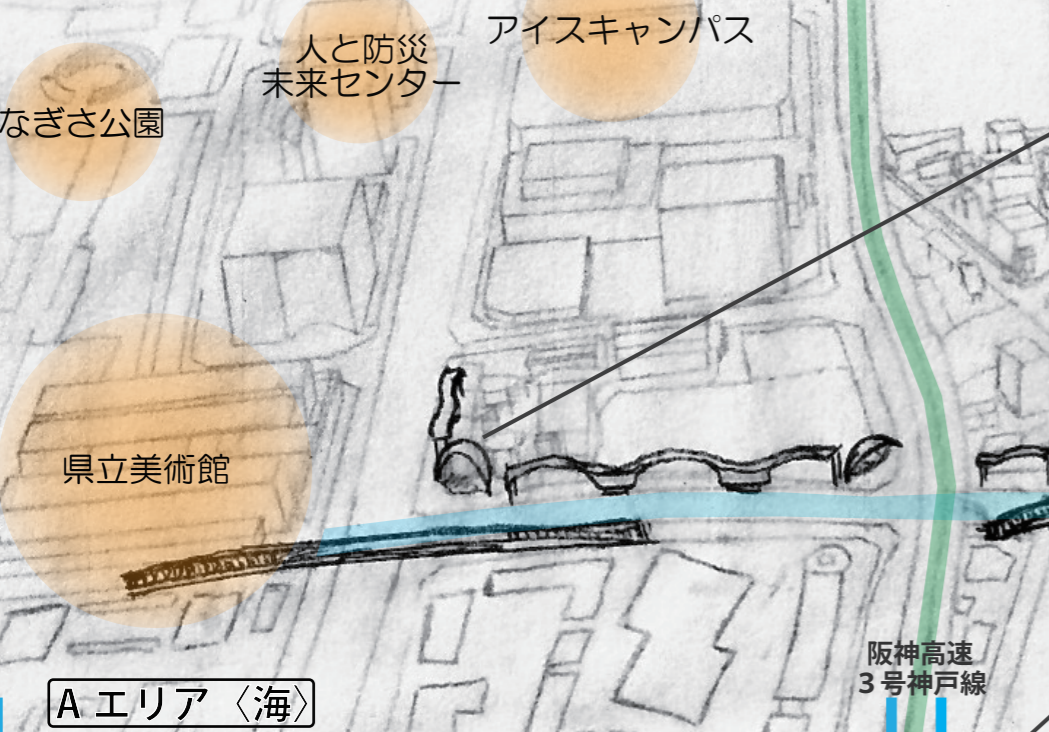 アイスキャンパス
人と防災
未来センター
なぎさ公園
県立美術館
阪神高速
3号神戸線
Aエリア〈海〉